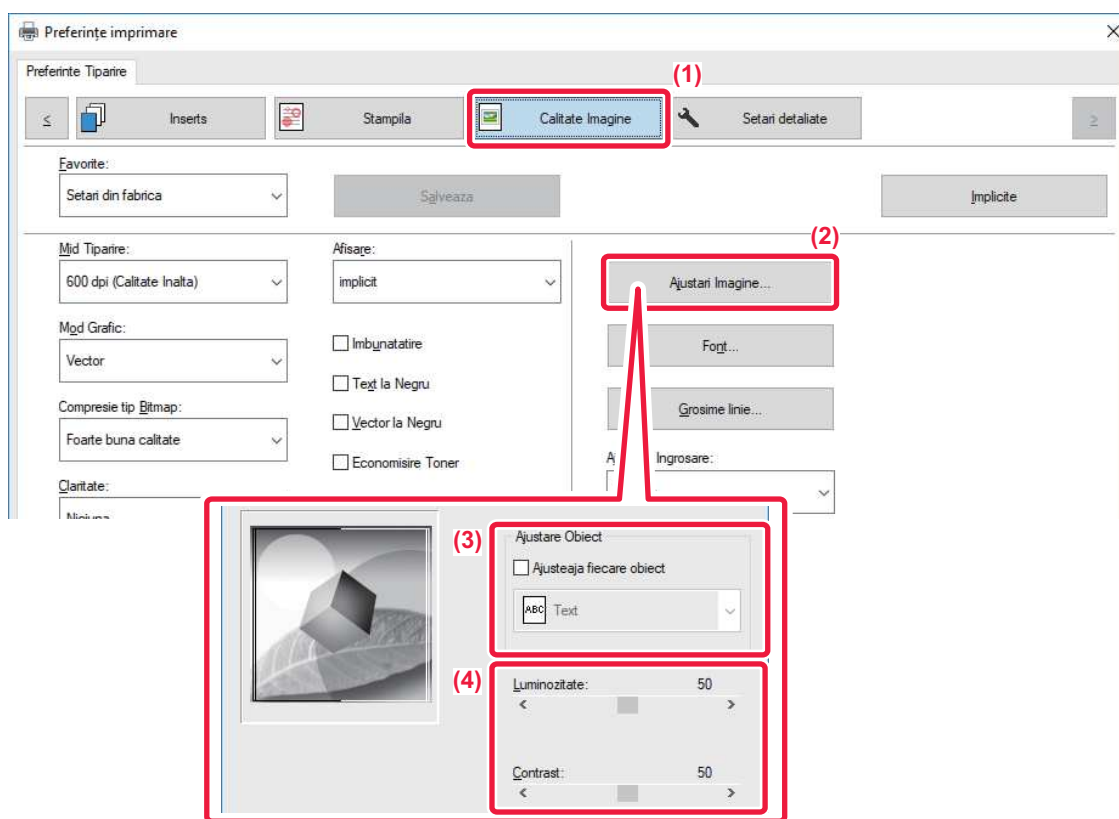 Preferințe imprimare
Preferinte Tiparire
(1)
< Inserts Stampila Calitate Imagine Setari detaliate >
Favorite:
Setari din fabrica Salveaza Implicite
(2)
Mid Tiparire: Afisare:
600 dpi (Calitate Inalta) implicit Ajustari Imagine...
Mod Grafic:
Vector Imbunatatire Font...
Text la Negru
Compresie tip Bitmap:
Foarte buna calitate Vector la Negru Grosime linie...
Economisire Toner Ingrosare:
Claritate:
Niciuna
(3) Ajustare Obiect
Ajusteaja fiecare obiect
ABC Text
(4) Luminozitate: 50
< >
Contrast: 50
< >